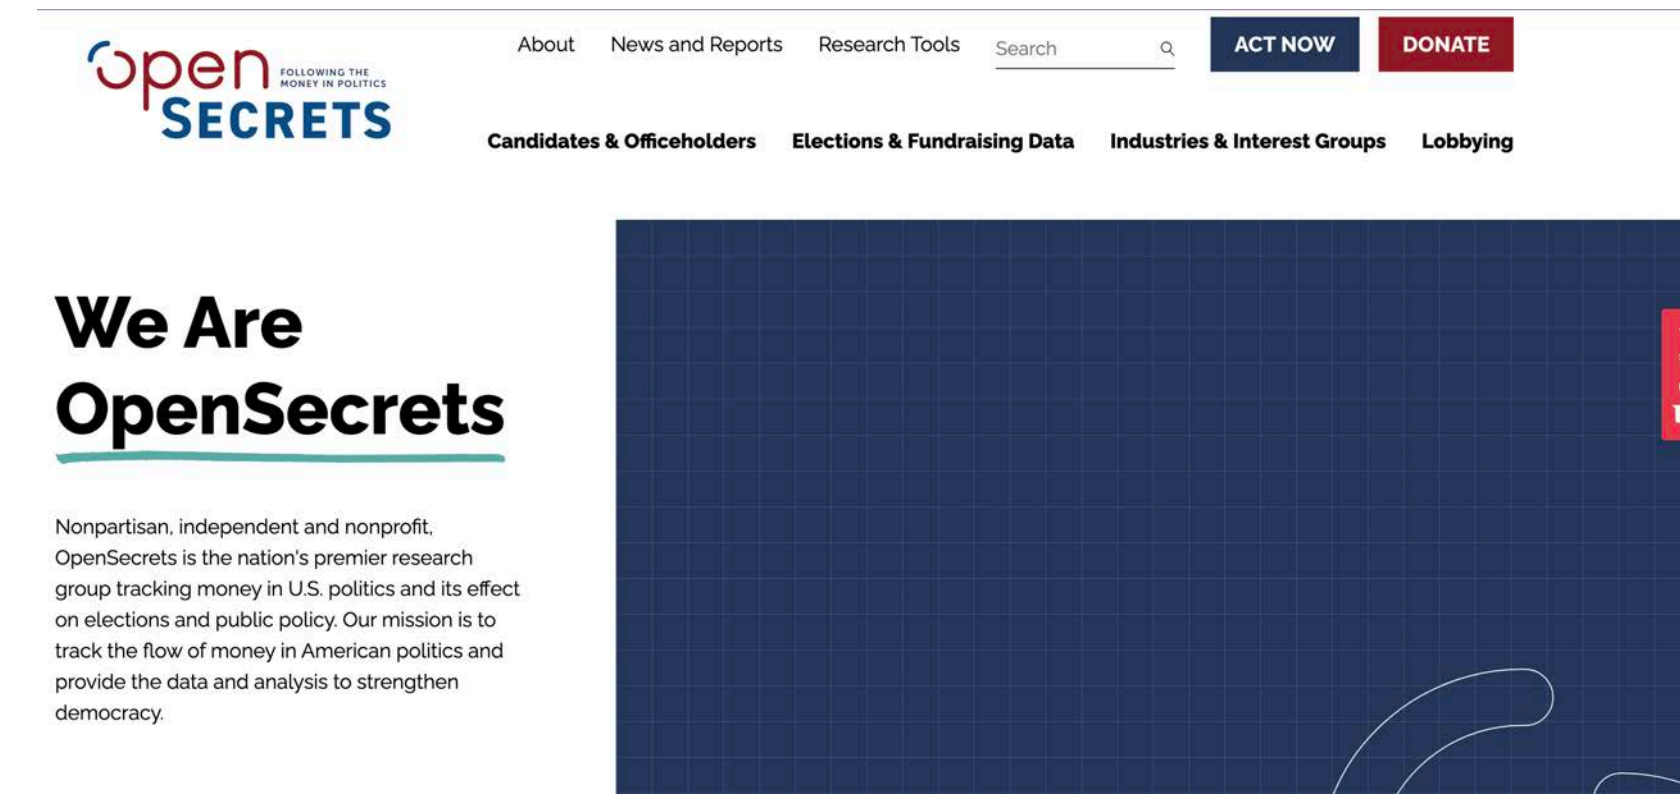 Open
FOLLOWING THE
MONEY IN POLITICS
SECRETS
About News and Reports Research Tools Search ACT NOW DONATE
Candidates & Officeholders Elections & Fundraising Data Industries & Interest Groups Lobbying
We Are
OpenSecrets
Nonpartisan, independent and nonprofit,
OpenSecrets is the nation's premier research
group tracking money in U.S. politics and its effect
on elections and public policy. Our mission is to
track the flow of money in American politics and
provide the data and analysis to strengthen
democracy.